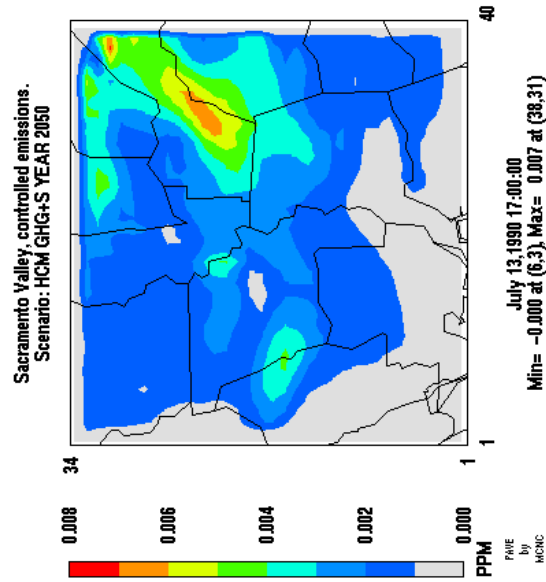 Sacramento Valley, controlled emissions.
Scenario: HCM GHG+S YEAR 2050
0.008
0.006
0.004
0.002
0.000
PPM
PAVE
by
MCNC
34
1
1
40
July 13,1990 17:00:00
Min= -0.000 at (6,3), Max= 0.007 at (38,31)